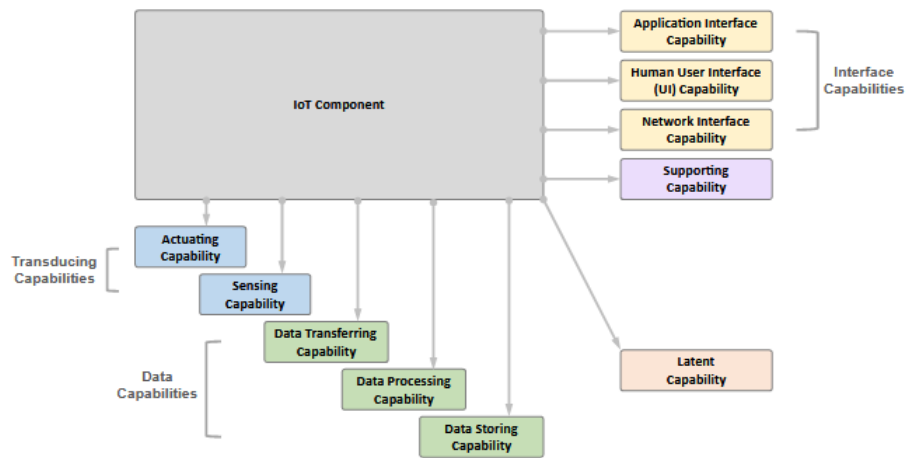 Application Interface
Capability
Human User Interface
(UI) Capability
Interface
Capabilities
IoT Component
Network Interface
Capability
Supporting
Capability
Actuating
Capability
Transducing
Capabilities
Sensing
Capability
Data Transferring
Capability
Latent
Capability
Data
Capabilities
Data Processing
Capability
Data Storing
Capability